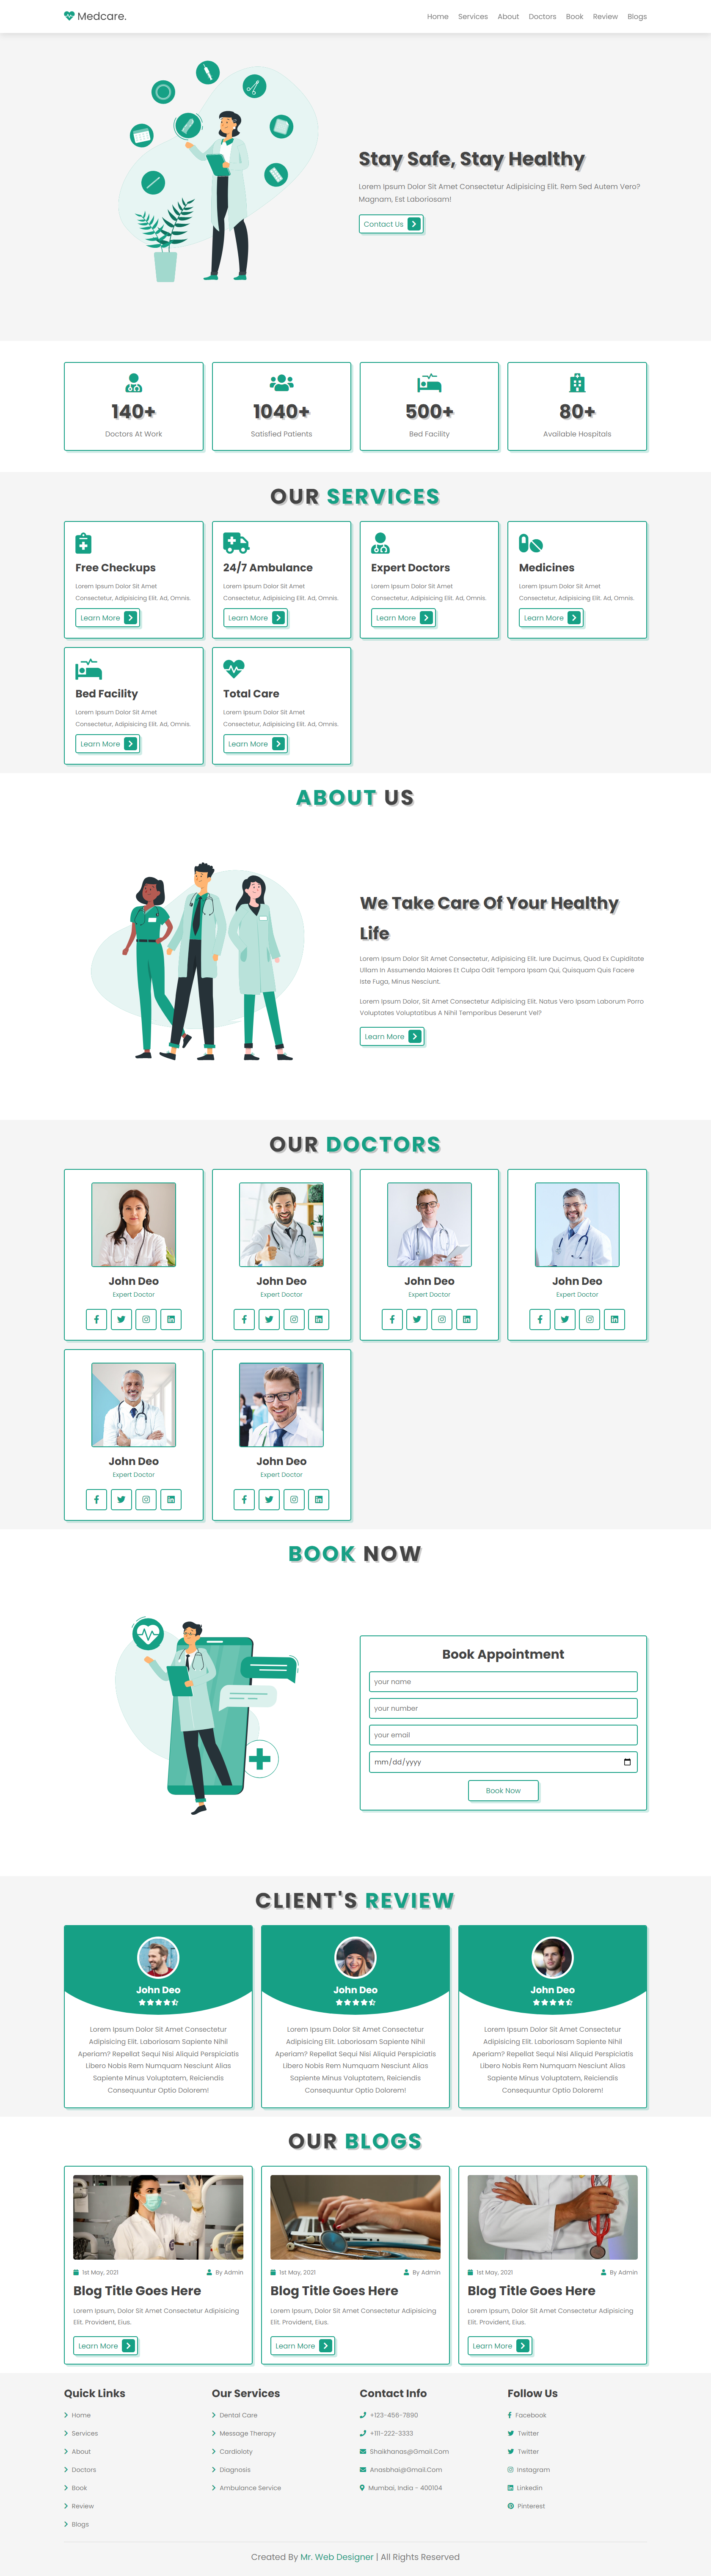 Medcare.
Home Services About Doctors Book Review Blogs
Stay Safe, Stay Healthy
Lorem Ipsum Dolor Sit Amet Consectetur Adipisicing Elit. Rem Sed Autem Vero?
Magnam, Est Laboriosam!
Contact Us
140+
Doctors At Work
1040+
Satisfied Patients
500+
Bed Facility
80+
Available Hospitals
OUR SERVICES
Free Checkups
Lorem Ipsum Dolor Sit Amet
Consectetur, Adipisicing Elit. Ad, Omnis.
Learn More
24/7 Ambulance
Lorem Ipsum Dolor Sit Amet
Consectetur, Adipisicing Elit. Ad, Omnis.
Learn More
Expert Doctors
Lorem Ipsum Dolor Sit Amet
Consectetur, Adipisicing Elit. Ad, Omnis.
Learn More
Medicines
Lorem Ipsum Dolor Sit Amet
Consectetur, Adipisicing Elit. Ad, Omnis.
Learn More
Bed Facility
Lorem Ipsum Dolor Sit Amet
Consectetur, Adipisicing Elit. Ad, Omnis.
Learn More
Total Care
Lorem Ipsum Dolor Sit Amet
Consectetur, Adipisicing Elit. Ad, Omnis.
Learn More
ABOUT US
We Take Care Of Your Healthy
Life
Lorem Ipsum Dolor Sit Amet Consectetur, Adipisicing Elit. Iure Ducimus, Quod Ex Cupiditate
Ullam In Assumenda Maiores Et Culpa Odit Tempora Ipsam Qui, Quisquam Quis Facere
Iste Fuga, Minus Nesciunt.
Lorem Ipsum Dolor, Sit Amet Consectetur Adipisicing Elit. Natus Vero Ipsam Laborum Porro
Voluptates Voluptatibus A Nihil Temporibus Deserunt Vel?
Learn More
OUR DOCTORS
John Deo
Expert Doctor
John Deo
Expert Doctor
John Deo
Expert Doctor
John Deo
Expert Doctor
John Deo
Expert Doctor
John Deo
Expert Doctor
BOOK NOW
Book Appointment
your name
your number
your email
mm/dd/yyyy
Book Now
CLIENT'S REVIEW
John Deo
Lorem Ipsum Dolor Sit Amet Consectetur
Adipisicing Elit. Laboriosam Sapiente Nihil
Aperiam? Repellat Sequi Nisi Aliquid Perspiciatis
Libero Nobis Rem Numquam Nesciunt Alias
Sapiente Minus Voluptatem, Reiciendis
Consequuntur Optio Dolorem!
John Deo
Lorem Ipsum Dolor Sit Amet Consectetur
Adipisicing Elit. Laboriosam Sapiente Nihil
Aperiam? Repellat Sequi Nisi Aliquid Perspiciatis
Libero Nobis Rem Numquam Nesciunt Alias
Sapiente Minus Voluptatem, Reiciendis
Consequuntur Optio Dolorem!
John Deo
Lorem Ipsum Dolor Sit Amet Consectetur
Adipisicing Elit. Laboriosam Sapiente Nihil
Aperiam? Repellat Sequi Nisi Aliquid Perspiciatis
Libero Nobis Rem Numquam Nesciunt Alias
Sapiente Minus Voluptatem, Reiciendis
Consequuntur Optio Dolorem!
OUR BLOGS
1st May, 2021 By Admin
Blog Title Goes Here
Lorem Ipsum, Dolor Sit Amet Consectetur Adipisicing
Elit. Provident, Eius.
Learn More
1st May, 2021 By Admin
Blog Title Goes Here
Lorem Ipsum, Dolor Sit Amet Consectetur Adipisicing
Elit. Provident, Eius.
Learn More
1st May, 2021 By Admin
Blog Title Goes Here
Lorem Ipsum, Dolor Sit Amet Consectetur Adipisicing
Elit. Provident, Eius.
Learn More
Quick Links
Home
Services
About
Doctors
Book
Review
Blogs
Our Services
Dental Care
Message Therapy
Cardioloty
Diagnosis
Ambulance Service
Contact Info
+123-456-7890
+111-222-3333
Shaikhanas@Gmail.Com
Anasbhai@Gmail.Com
Mumbai, India - 400104
Follow Us
Facebook
Twitter
Twitter
Instagram
Linkedin
Pinterest
Created By Mr. Web Designer | All Rights Reserved